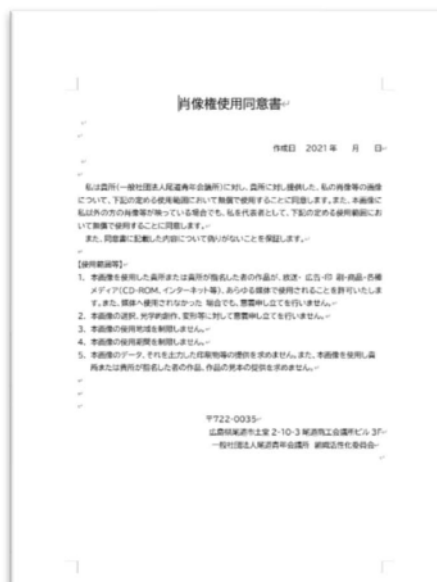 肖像権使用同意書
作成日　2021年　月　日
私は貴所(一般社団法人尾道青年会議所)に対し、貴所に対し提供した、私の肖像等の画像
について、下記の定める使用範囲において無償で使用することに同意します。また、本画像に
私以外の方の肖像等が映っている場合でも、私を代表者として、下記の定める使用範囲にお
いて無償で使用することに同意します。
また、同意書に記載した内容について偽りがないことを保証します。
【使用範囲等】
1. 本画像を使用した貴所または貴所が指名した者の作品が、放送・広告・印 刷・商品・各種
メディア(CD-ROM、インターネット等)、あらゆる媒体で使用されることを許可いたしま
す。また、媒体へ使用されなかった 場合でも、意義申し立てを行いません。
2. 本画像の選択、光学的創作、変形等に対して意義申し立てを行いません。
3. 本画像の使用地域を制限しません。
4. 本画像の使用期間を制限しません。
5. 本画像のデータ、それを出力した印刷物等の提供を求めません。また、本画像を使用し貴
所または貴所が指名した者の作品、作品の見本の提供を求めません。
〒722-0035
広島県尾道市土堂 2-10-3 尾道商工会議所ビル 3F
一般社団法人尾道青年会議所 組織活性化委員会